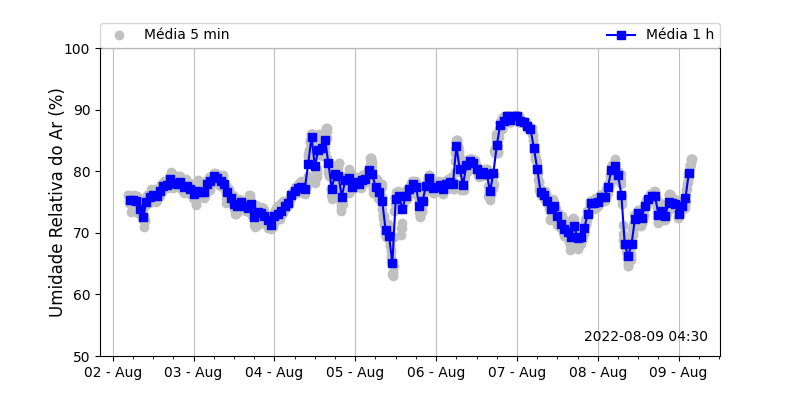 Média 5 min
Média 1 h
100
90
80
70
60
50
Umidade Relativa do Ar (%)
2022-08-09 04:30
02 - Aug
03 - Aug
04 - Aug
05 - Aug
06 - Aug
07 - Aug
08 - Aug
09 - Aug